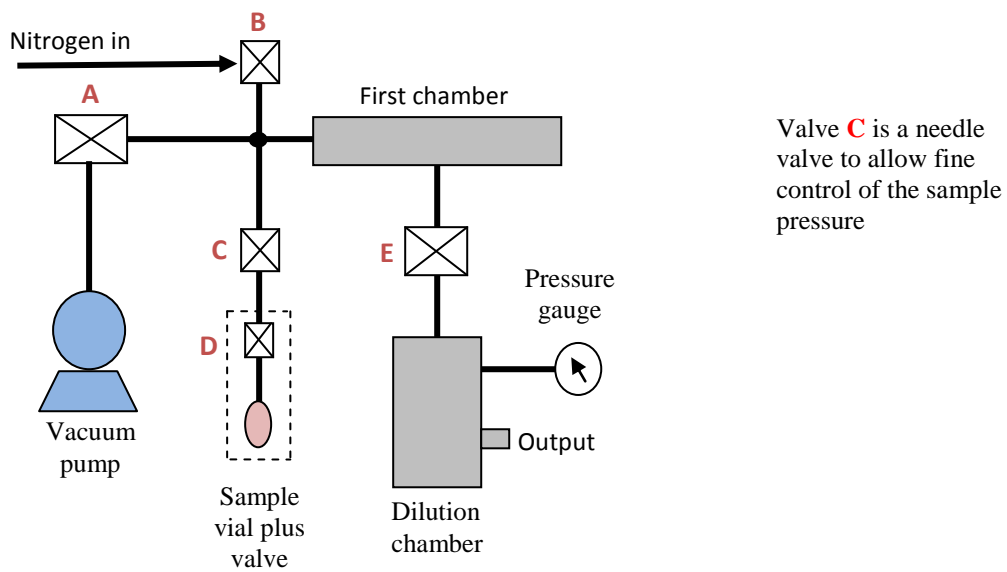 B
Nitrogen in
A
First chamber
Valve C is a needle
valve to allow fine
control of the sample
pressure
C
E
Pressure
gauge
D
Output
Vacuum
pump
Sample
vial plus
valve
Dilution
chamber